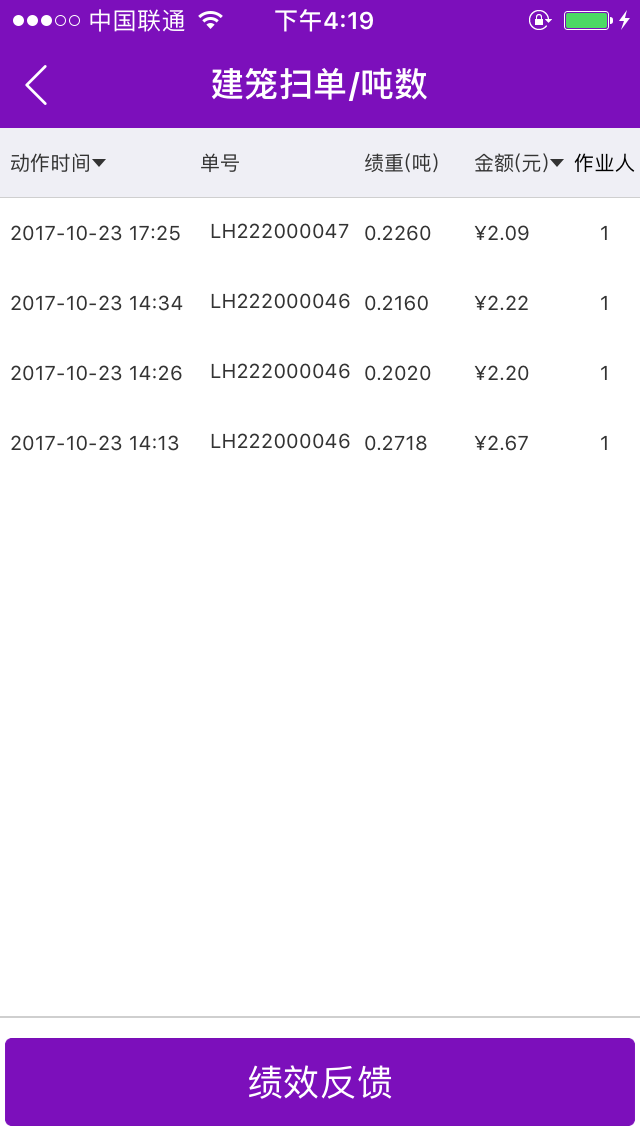 中国联通 下午4:19
建笼扫单/吨数
动作时间 单号 绩重(吨) 金额(元) 作业人
2017-10-23 17:25 LH222000047 0.2260 ¥2.09 1
2017-10-23 14:34 LH222000046 0.2160 ¥2.22 1
2017-10-23 14:26 LH222000046 0.2020 ¥2.20 1
2017-10-23 14:13 LH222000046 0.2718 ¥2.67 1
绩效反馈